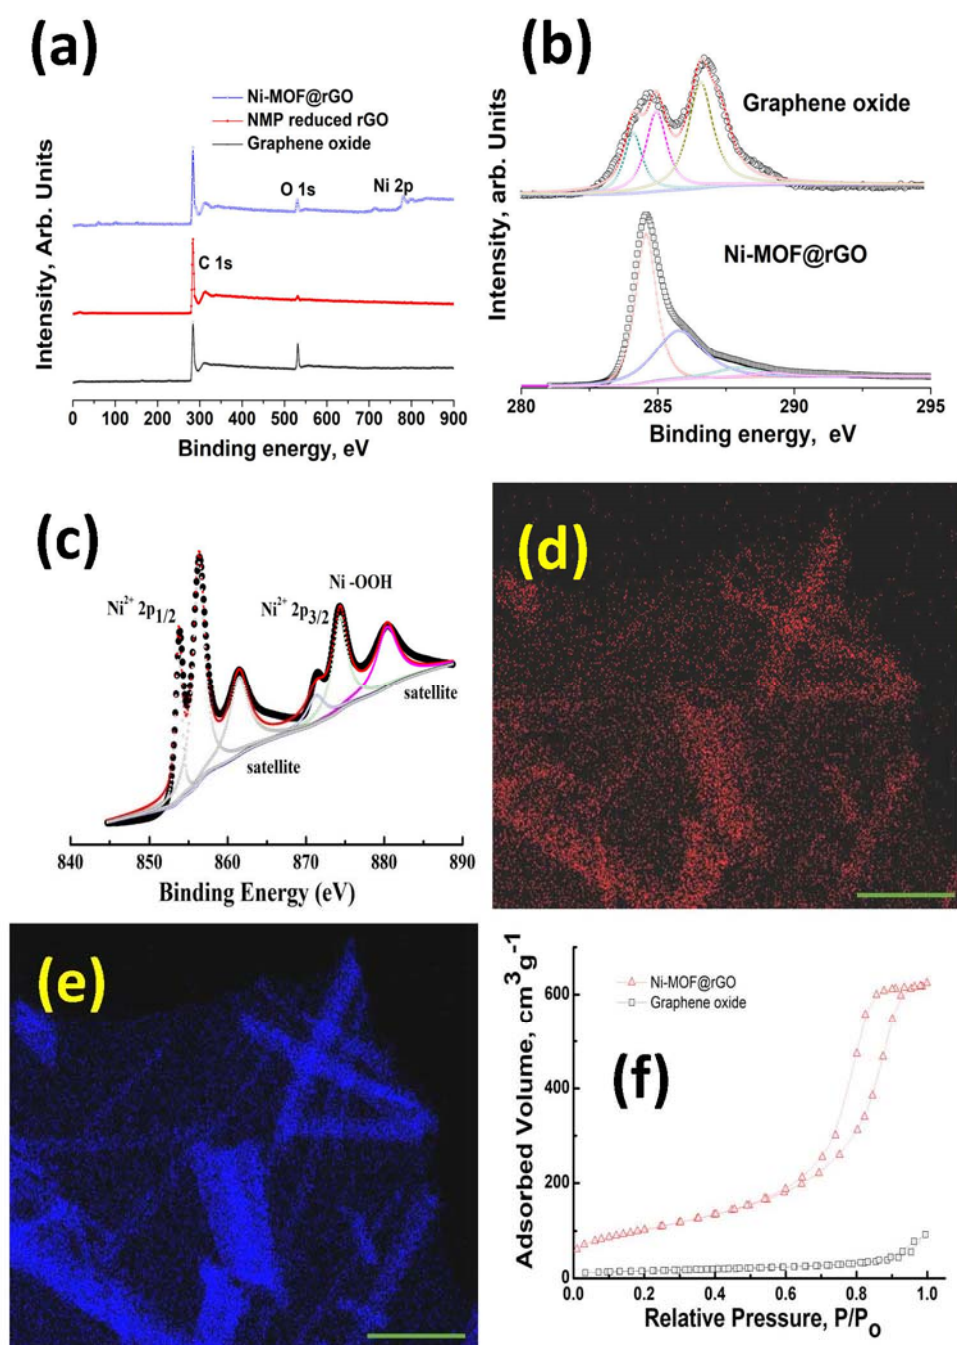 (a)
Ni-MOF@rGO
NMP reduced rGO
Graphene oxide
O 1s
Ni 2p
C 1s
Intensity, Arb. Units
0 100 200 300 400 500 600 700 800 900
Binding energy, eV
(b)
Graphene oxide
Ni-MOF@rGO
Intensity, arb. Units
280 285 290 295
Binding energy, eV
(c)
Ni -OOH
Ni²⁺ 2p₁/₂
Ni²⁺ 2p₃/₂
satellite
satellite
840 850 860 870 880 890
Binding Energy (eV)
(d)
(e)
(f)
Ni-MOF@rGO
Graphene oxide
Adsorbed Volume, cm³g⁻¹
600
400
200
0
0.0 0.2 0.4 0.6 0.8 1.0
Relative Pressure, P/Pₒ